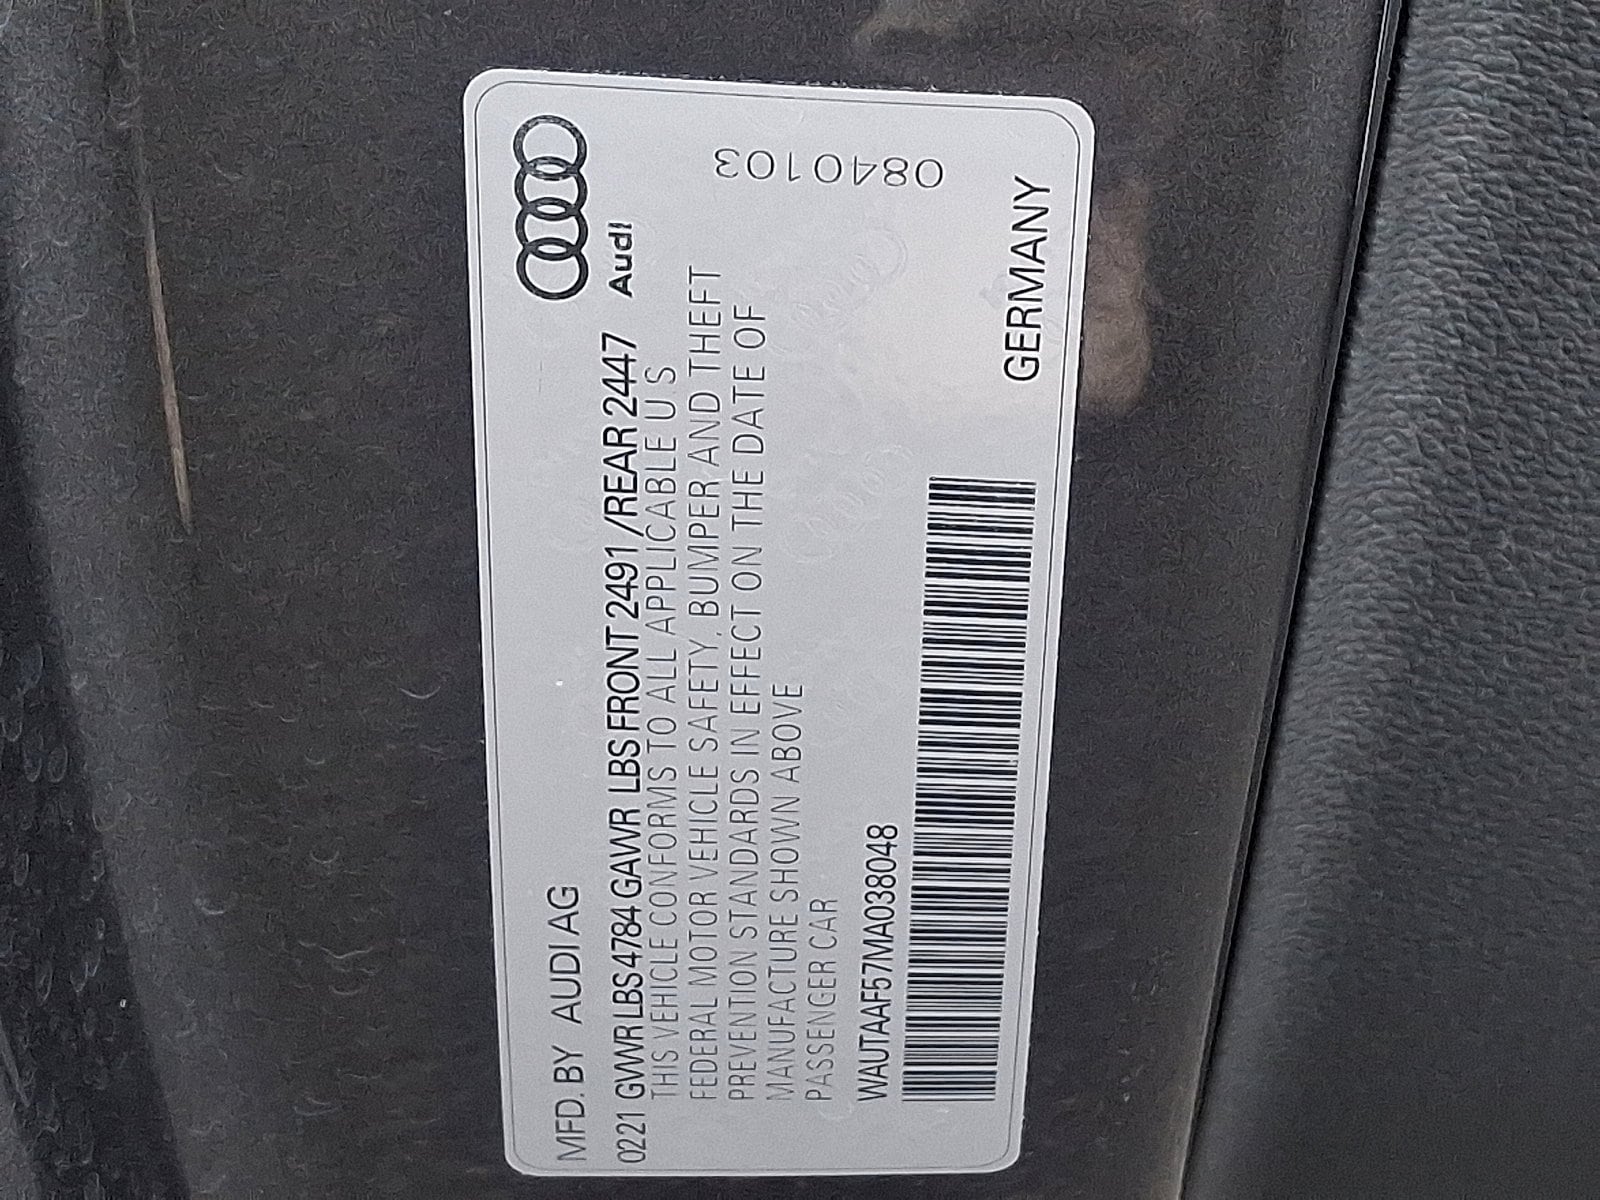 MFD. BY AUDI AG
Audi
0221 GWWR LBS 4784 GAWR LBS FRONT 2491/REAR 2447
THIS VEHICLE CONFORMS TO ALL APPLICABLE U.S
FEDERAL MOTOR VEHICLE SAFETY, BUMPER AND THEFT
PREVENTION STANDARDS IN EFFECT ON THE DATE OF
MANUFACTURE SHOWN ABOVE
PASSENGER CAR
0840103
WAUTAAF57MA038048
GERMANY